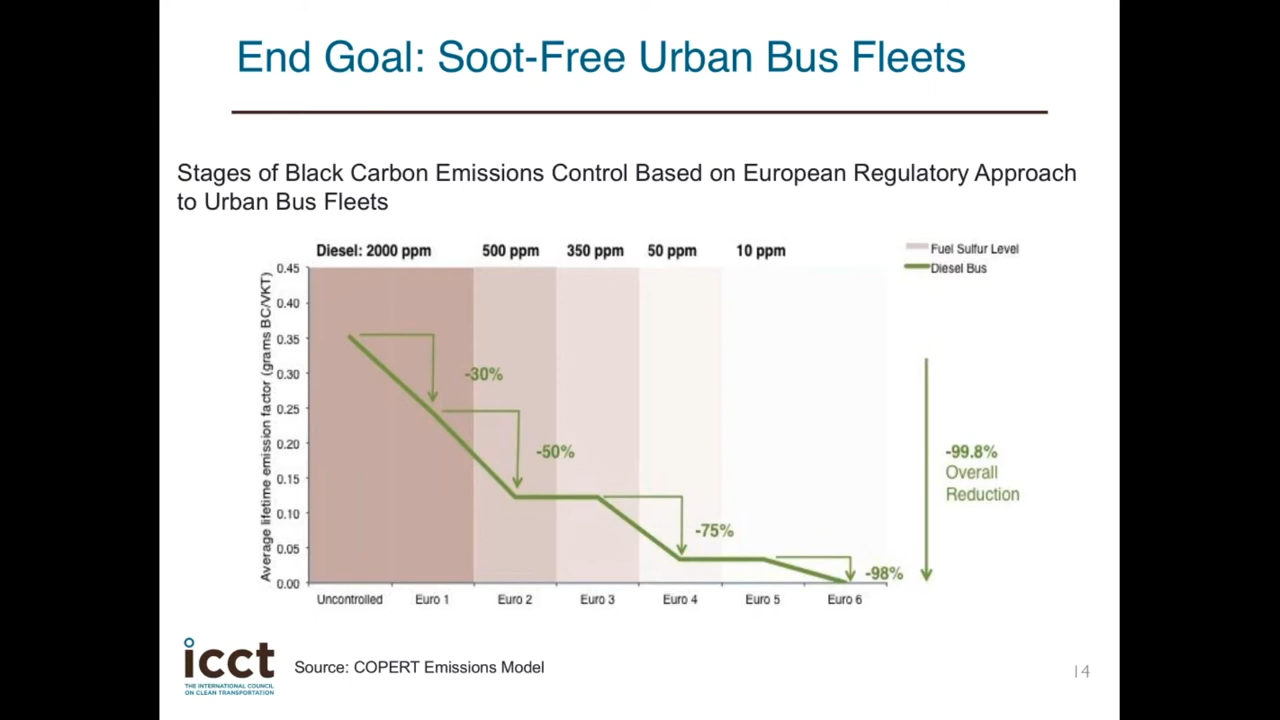 End Goal: Soot-Free Urban Bus Fleets
Stages of Black Carbon Emissions Control Based on European Regulatory Approach
to Urban Bus Fleets
Diesel: 2000 ppm 500 ppm 350 ppm 50 ppm 10 ppm
Fuel Sulfur Level
Diesel Bus
Average lifetime emission factor (grams BC/VKT)
0.45
0.40
0.35
0.30
0.25
0.20
0.15
0.10
0.05
0.00
-30%
-50%
-75%
-98%
-99.8%
Overall
Reduction
Uncontrolled Euro 1 Euro 2 Euro 3 Euro 4 Euro 5 Euro 6
icct
THE INTERNATIONAL COUNCIL
ON CLEAN TRANSPORTATION
Source: COPERT Emissions Model
14